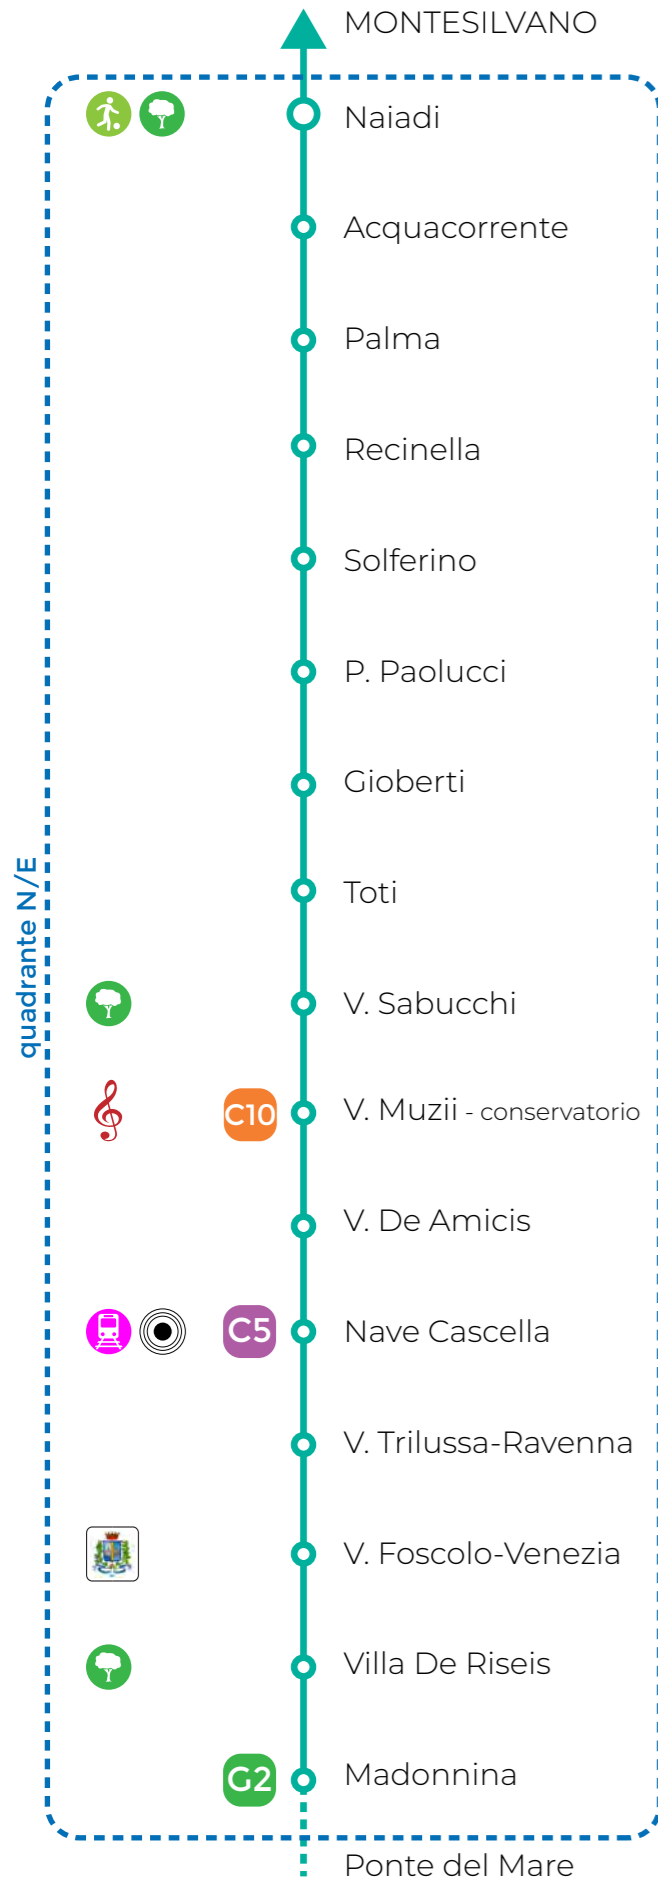 MONTESILVANO
Naiadi
Acquacorrente
Palma
Recinella
Solferino
P. Paolucci
Gioberti
Toti
quadrante N/E
V. Sabucchi
C10 V. Muzii - conservatorio
V. De Amicis
C5 Nave Cascella
V. Trilussa-Ravenna
V. Foscolo-Venezia
Villa De Riseis
G2 Madonnina
Ponte del Mare